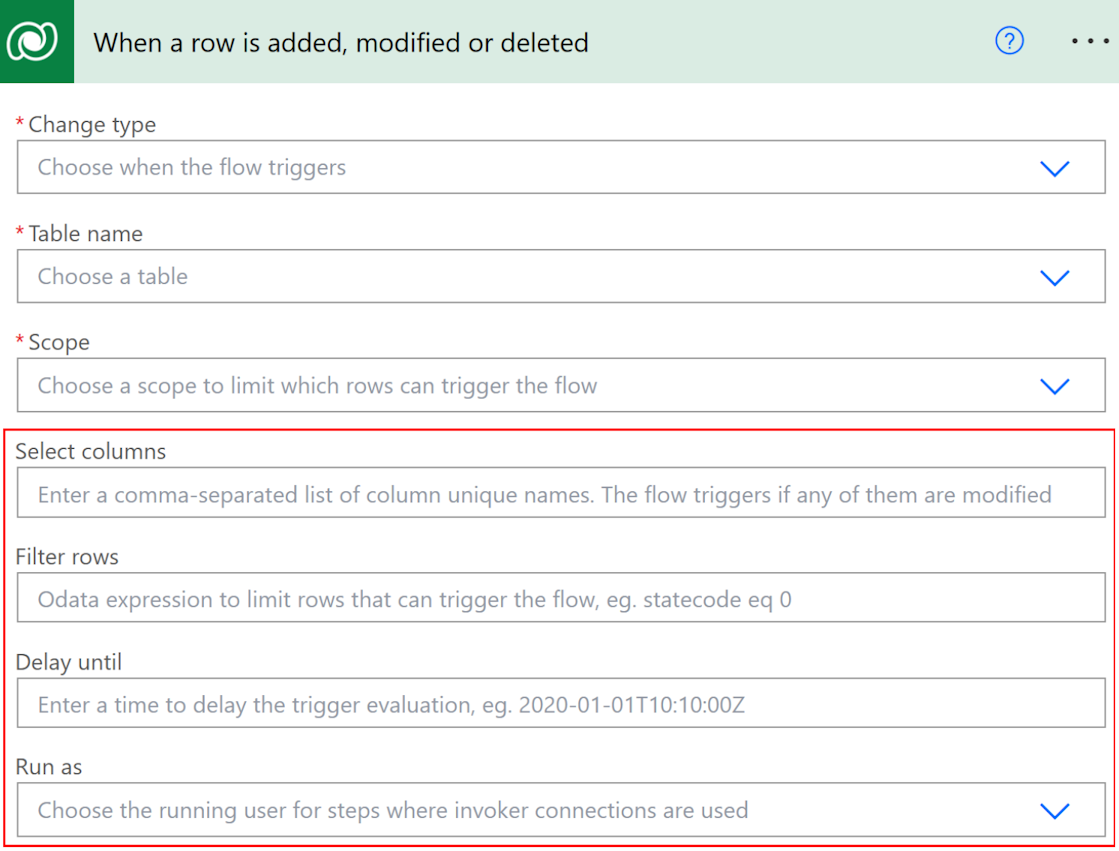 When a row is added, modified or deleted
* Change type
Choose when the flow triggers
* Table name
Choose a table
* Scope
Choose a scope to limit which rows can trigger the flow
Select columns
Enter a comma-separated list of column unique names. The flow triggers if any of them are modified
Filter rows
Odata expression to limit rows that can trigger the flow, eg. statecode eq 0
Delay until
Enter a time to delay the trigger evaluation, eg. 2020-01-01T10:10:00Z
Run as
Choose the running user for steps where invoker connections are used